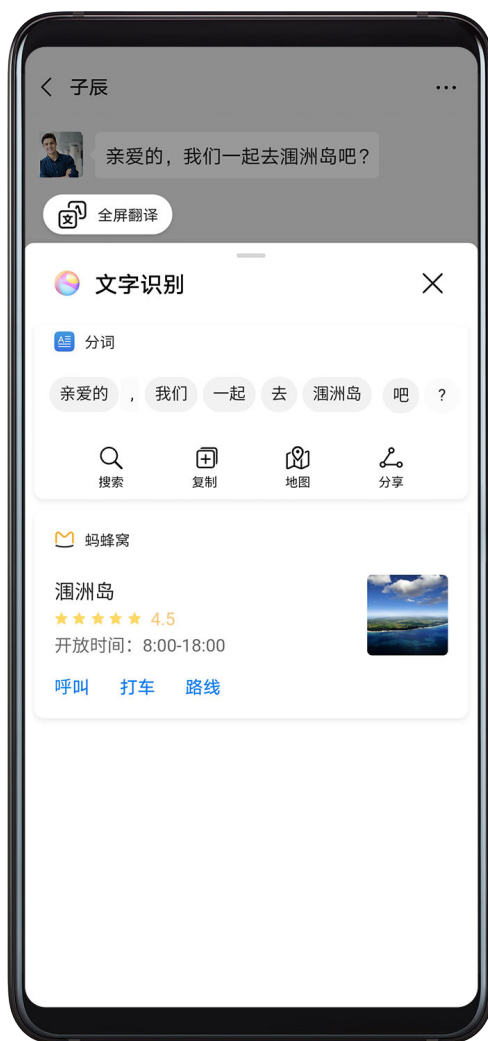 子辰
亲爱的，我们一起去涠洲岛吧？
全屏翻译
文字识别
分词
亲爱的 ， 我们 一起 去 涠洲岛 吧 ？
搜索 复制 地图 分享
蚂蜂窝
涠洲岛
4.5
开放时间：8:00-18:00
呼叫 打车 路线